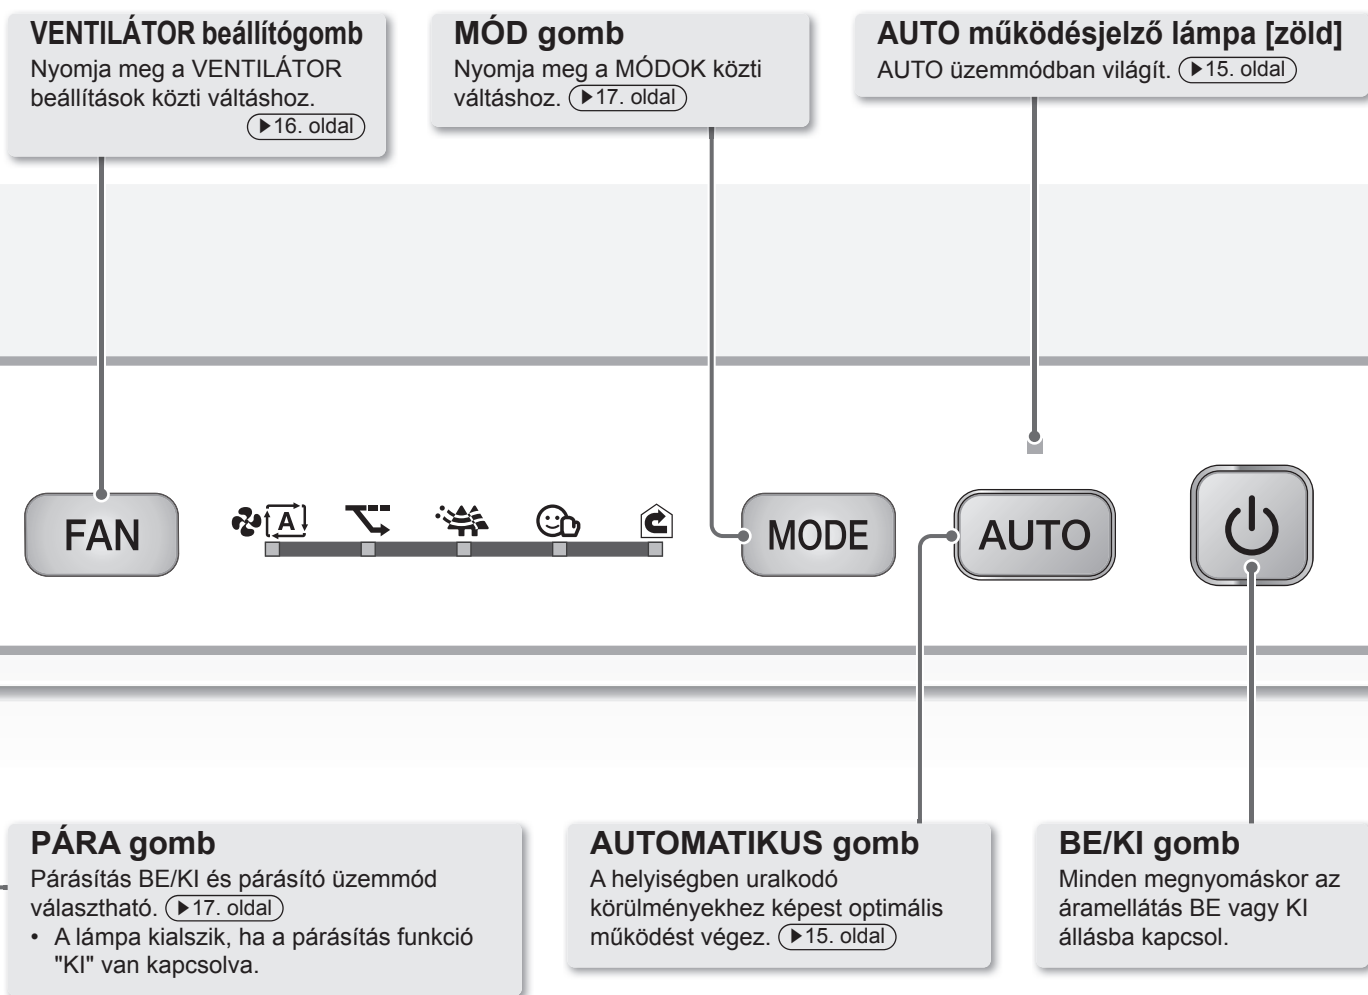 VENTILÁTOR beállítógomb
Nyomja meg a VENTILÁTOR
beállítások közti váltáshoz.
▶16. oldal
MÓD gomb
Nyomja meg a MÓDOK közti
váltáshoz. ▶17. oldal
AUTO működésjelző lámpa [zöld]
AUTO üzemmódban világít. ▶15. oldal
FAN
A
MODE
AUTO
PÁRA gomb
Párásítás BE/KI és párásító üzemmód
választható. ▶17. oldal
• A lámpa kialszik, ha a párásítás funkció
"KI" van kapcsolva.
AUTOMATIKUS gomb
A helyiségben uralkodó
körülményekhez képest optimális
működést végez. ▶15. oldal
BE/KI gomb
Minden megnyomáskor az
áramellátás BE vagy KI
állásba kapcsol.